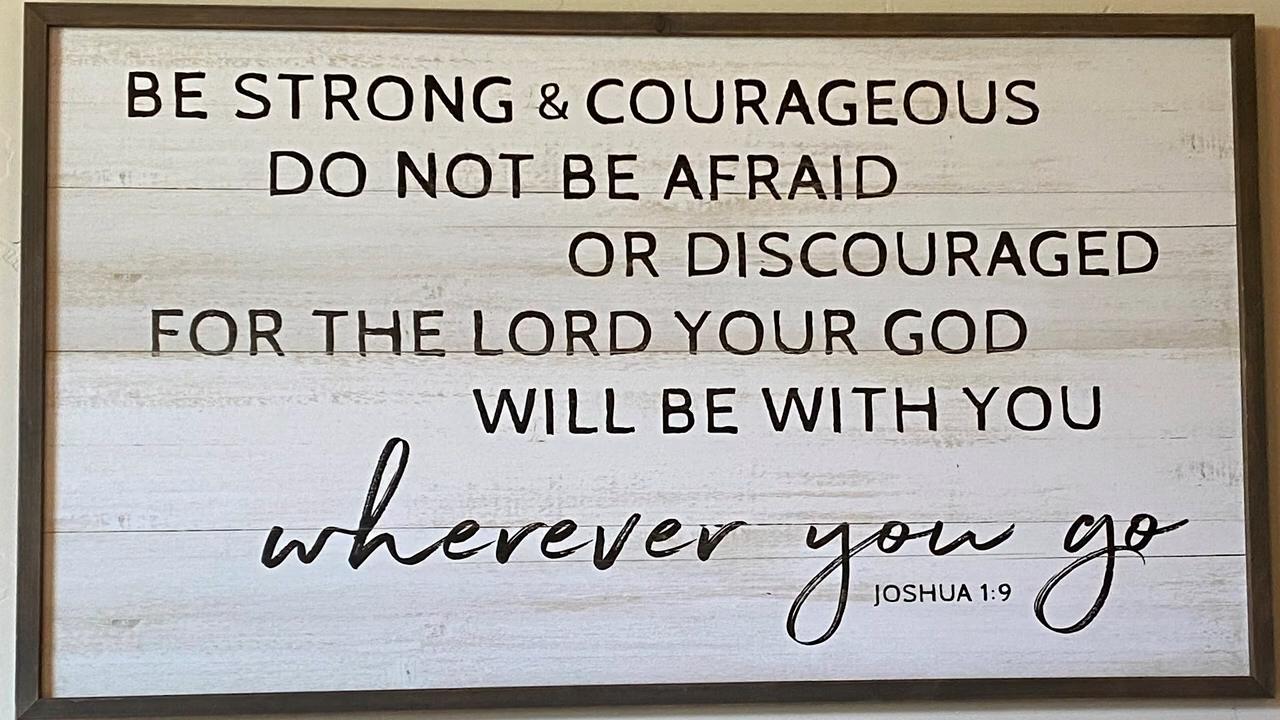 BE STRONG & COURAGEOUS
DO NOT BE AFRAID
OR DISCOURAGED
FOR THE LORD YOUR GOD
WILL BE WITH YOU
wherever you go
JOSHUA 1:9